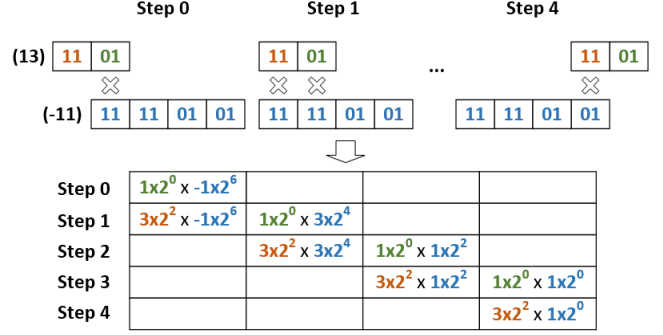 Step 0 Step 1 Step 4
(13) 11 01 11 01 ... 11 01
(-11) 11 11 01 01 11 11 01 01 11 11 01 01
Step 0 1x2⁰ x -1x2⁶
Step 1 3x2² x -1x2⁶ 1x2⁰ x 3x2⁴
Step 2 3x2² x 3x2⁴ 1x2⁰ x 1x2²
Step 3 3x2² x 1x2² 1x2⁰ x 1x2⁰
Step 4 3x2² x 1x2⁰